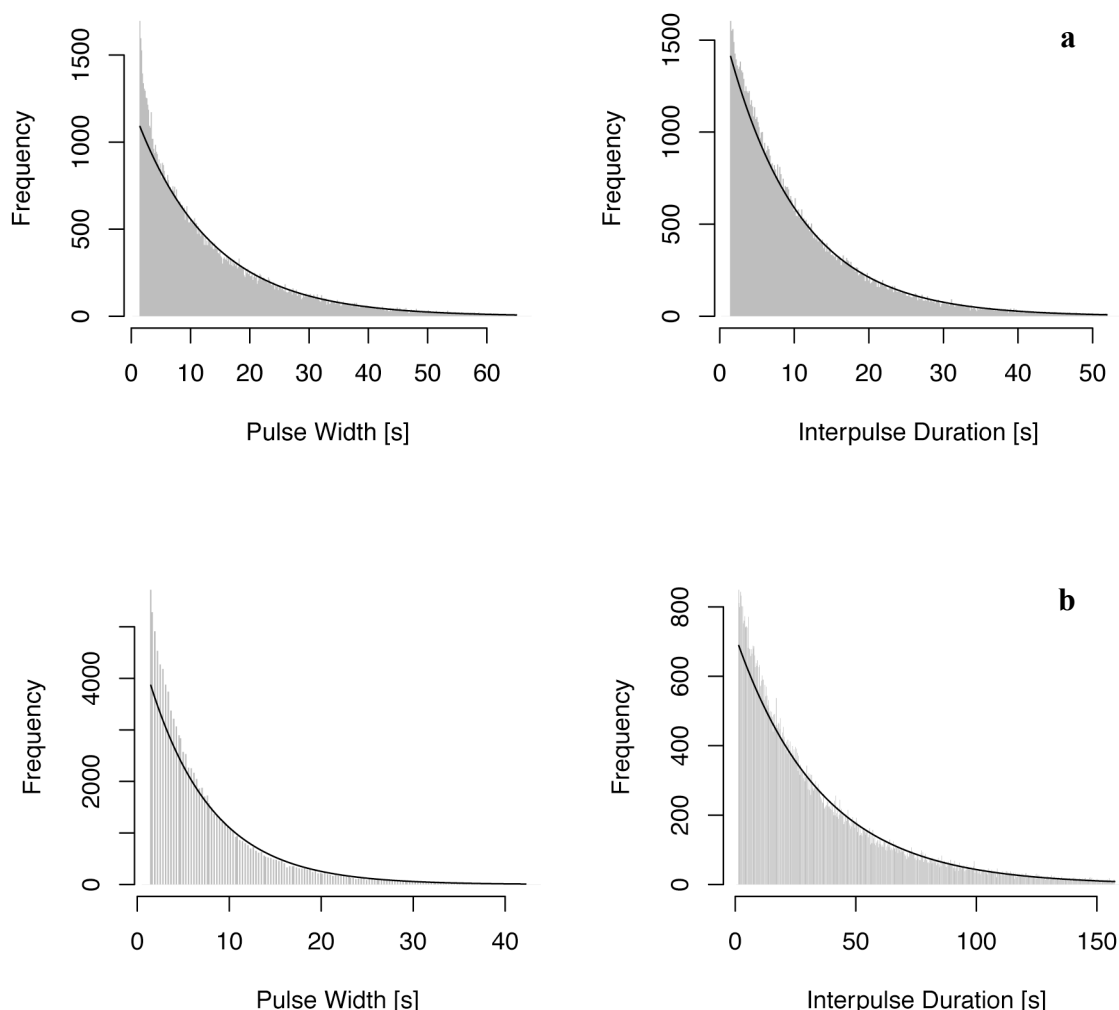 a
Frequency
1500
1000
500
0
0 10 20 30 40 50 60
Pulse Width [s]
Frequency
1500
1000
500
0
0 10 20 30 40 50
Interpulse Duration [s]
b
Frequency
4000
2000
0
0 10 20 30 40
Pulse Width [s]
Frequency
800
600
400
200
0
0 50 100 150
Interpulse Duration [s]